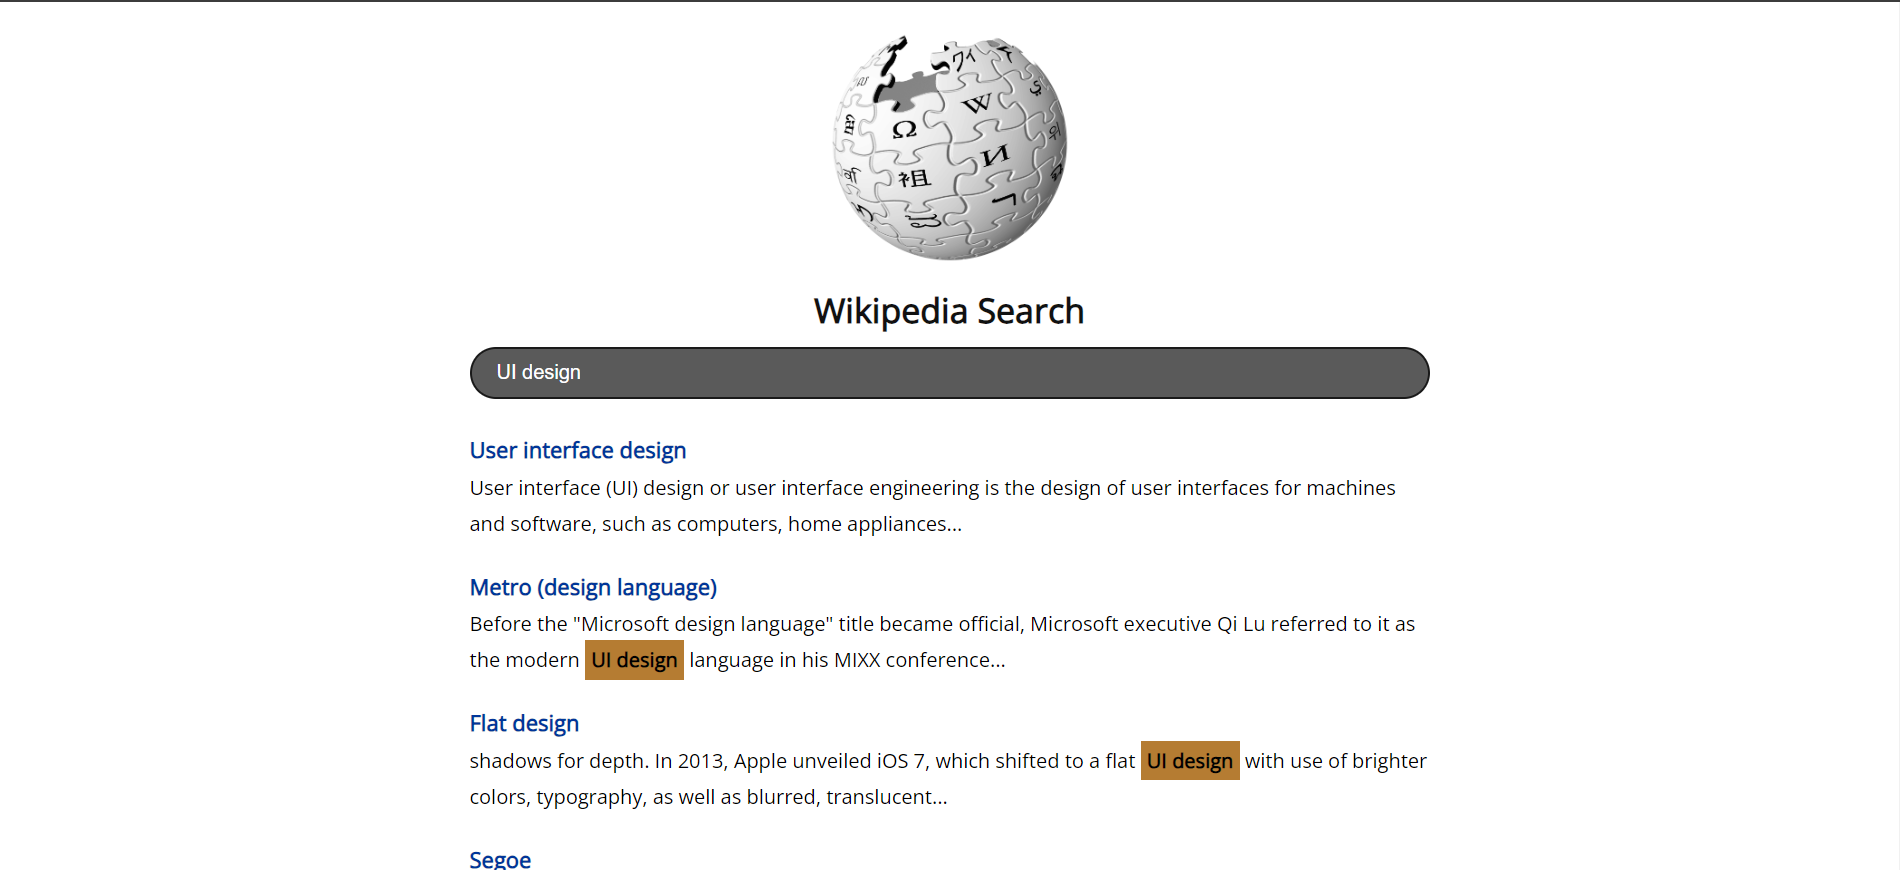 Ω
W
И
祖
Wikipedia Search
UI design
User interface design
User interface (UI) design or user interface engineering is the design of user interfaces for machines
and software, such as computers, home appliances...
Metro (design language)
Before the "Microsoft design language" title became official, Microsoft executive Qi Lu referred to it as
the modern UI design language in his MIXX conference...
Flat design
shadows for depth. In 2013, Apple unveiled iOS 7, which shifted to a flat UI design with use of brighter
colors, typography, as well as blurred, translucent...
Segoe